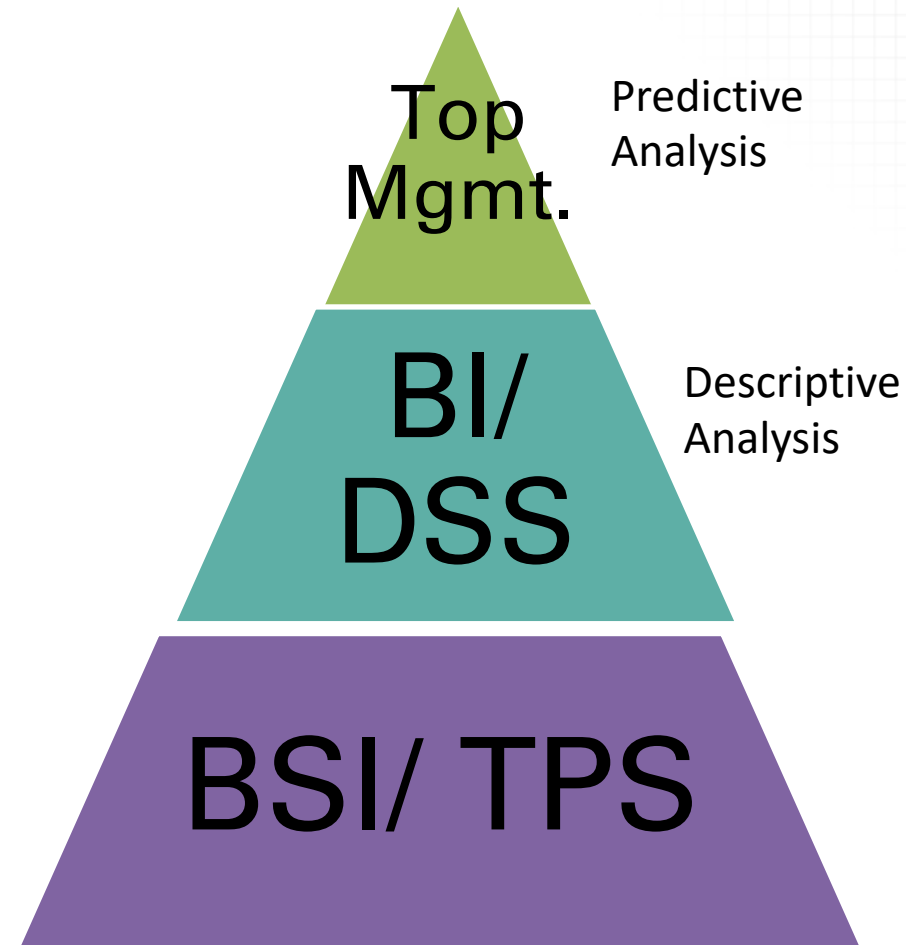 Top
Mgmt.
Predictive
Analysis
BI/
DSS
Descriptive
Analysis
BSI/ TPS